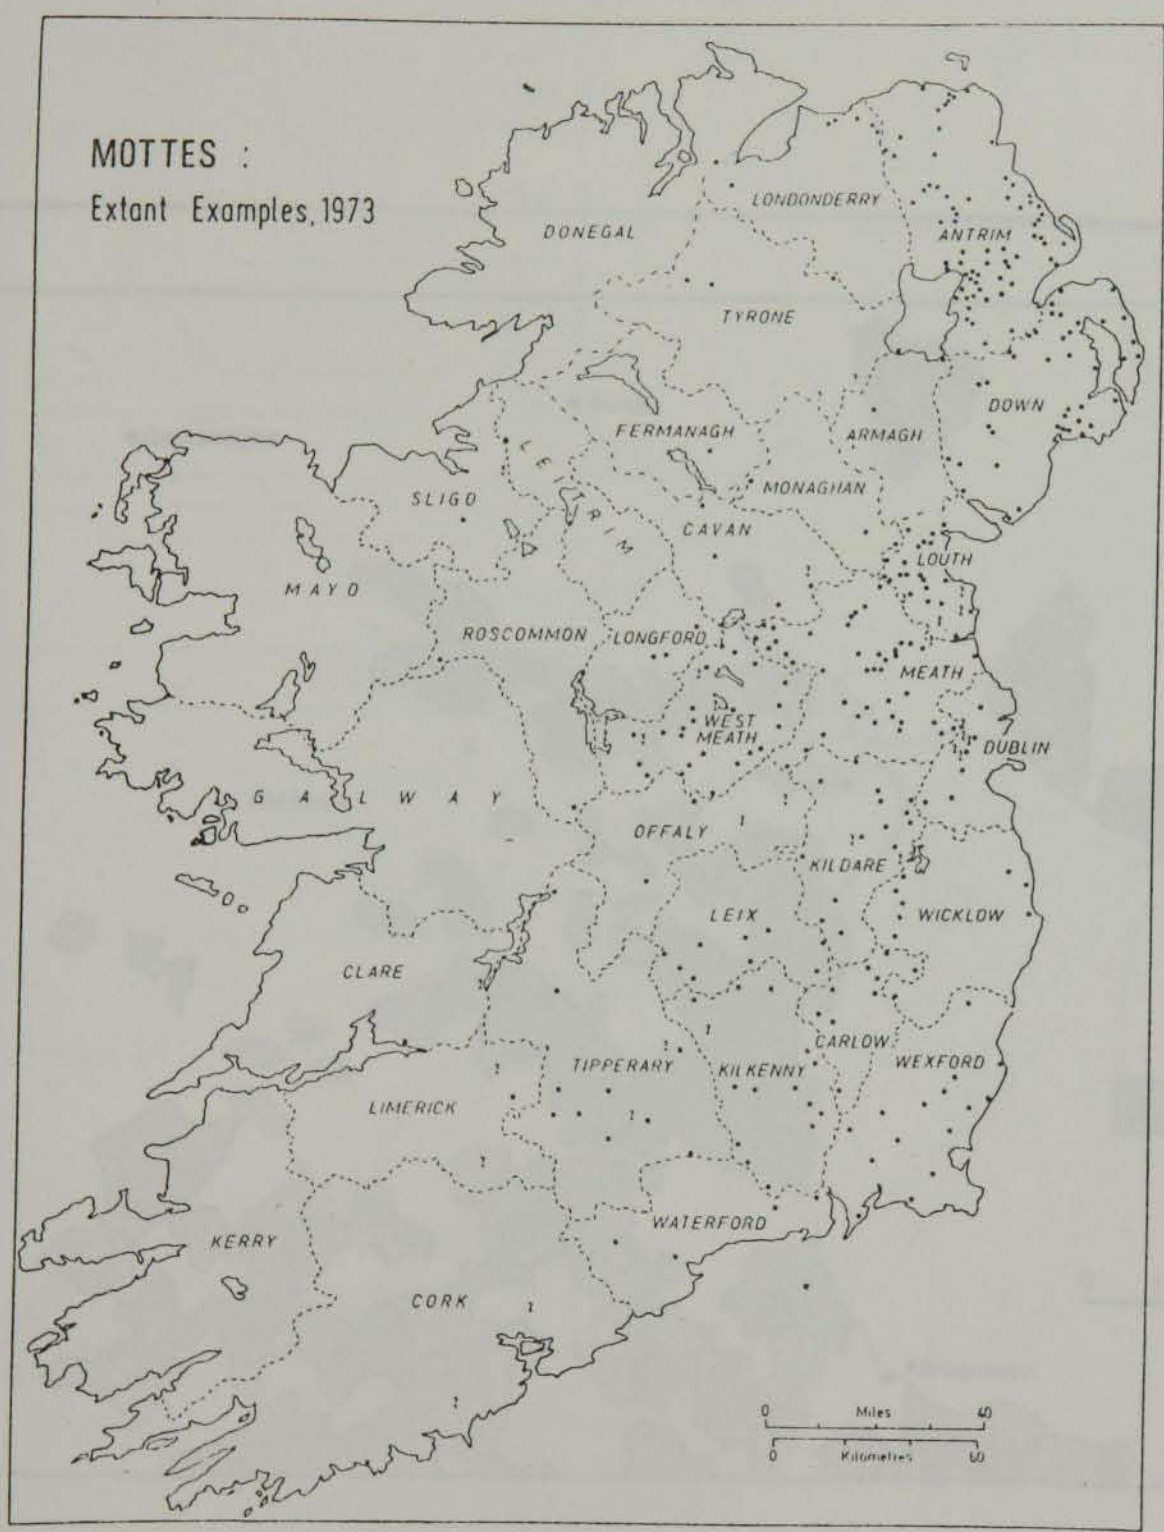 MOTTES :
Extant Examples, 1973
LONDONDERRY
DONEGAL
ANTRIM
TYRONE
DOWN
FERMANAGH
ARMAGH
LEITRIM
MONAGHAN
SLIGO
CAVAN
LOUTH
MAYO
ROSCOMMON
LONGFORD
MEATH
WEST
MEATH
DUBLIN
GALWAY
OFFALY
KILDARE
LEIX
WICKLOW
CLARE
CARLOW
TIPPERARY
KILKENNY
WEXFORD
LIMERICK
WATERFORD
KERRY
CORK
0 Miles 40
0 Kilometres 60